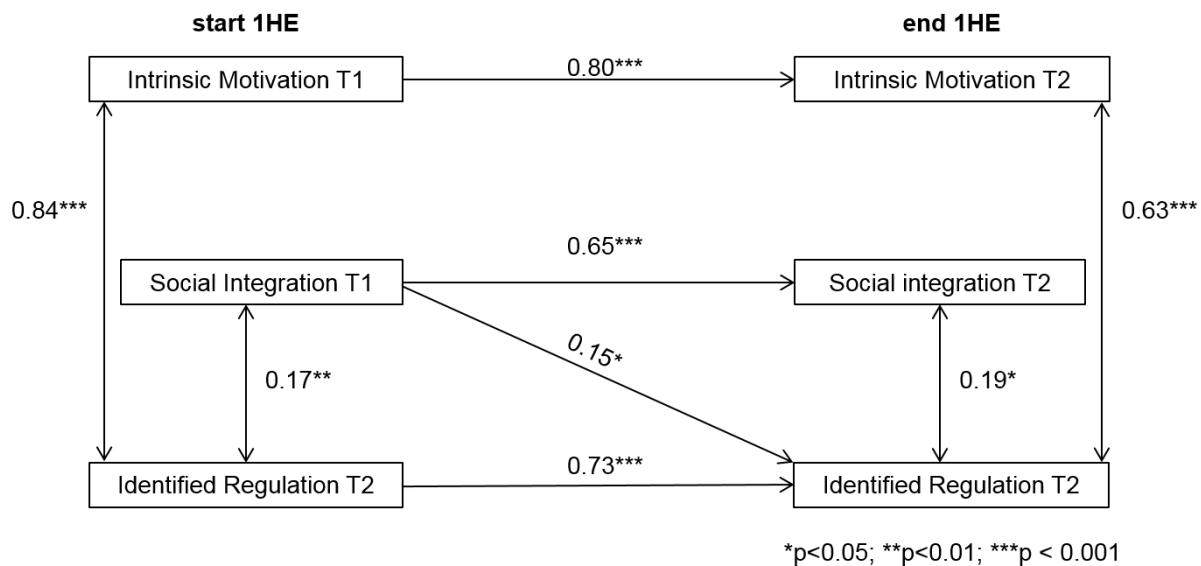 start 1HE
end 1HE
Intrinsic Motivation T1
0.80***
Intrinsic Motivation T2
0.84***
0.63***
0.65***
Social Integration T1
Social integration T2
0.15*
0.17**
0.19*
0.73***
Identified Regulation T2
Identified Regulation T2
*p<0.05; **p<0.01; ***p < 0.001